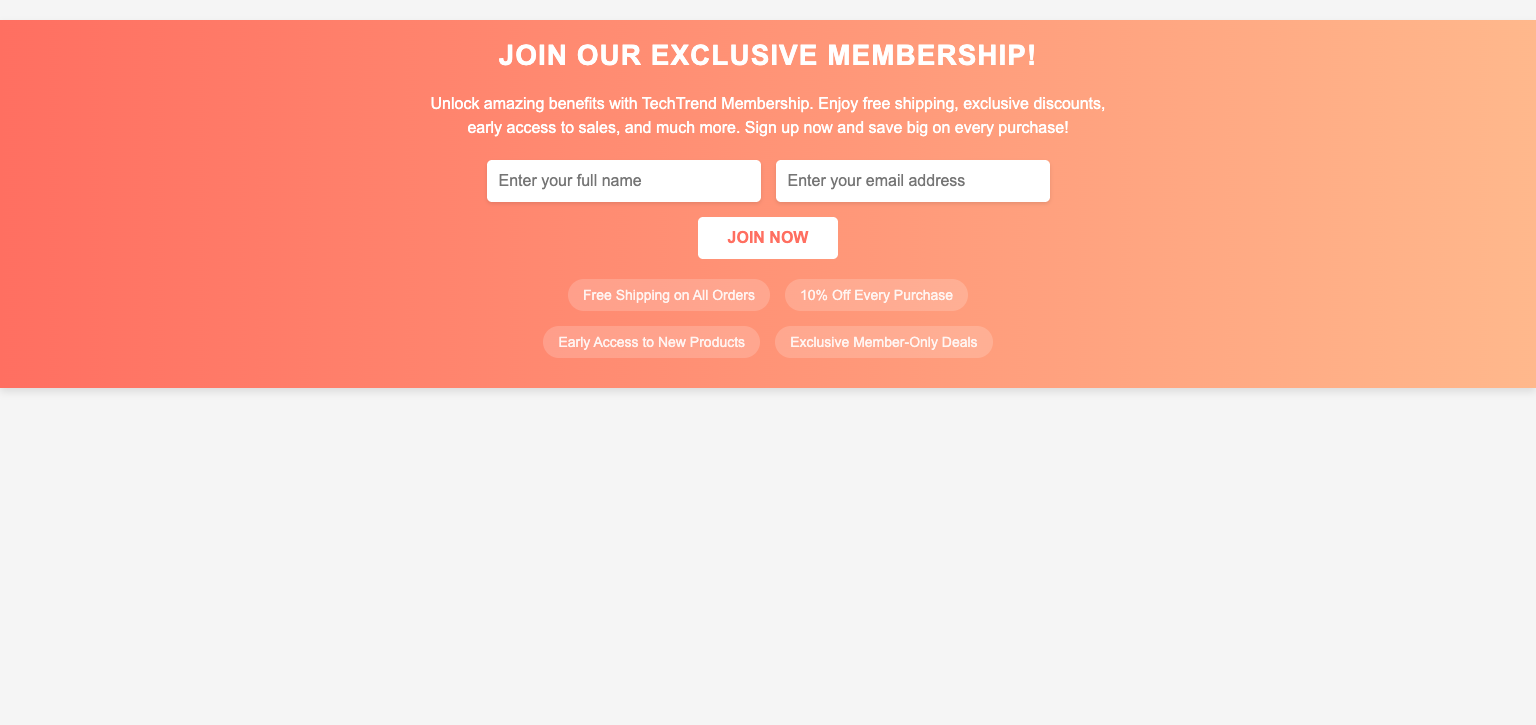 JOIN OUR EXCLUSIVE MEMBERSHIP!
Unlock amazing benefits with TechTrend Membership. Enjoy free shipping, exclusive discounts,
early access to sales, and much more. Sign up now and save big on every purchase!
Enter your full name
Enter your email address
JOIN NOW
Free Shipping on All Orders
10% Off Every Purchase
Early Access to New Products
Exclusive Member-Only Deals